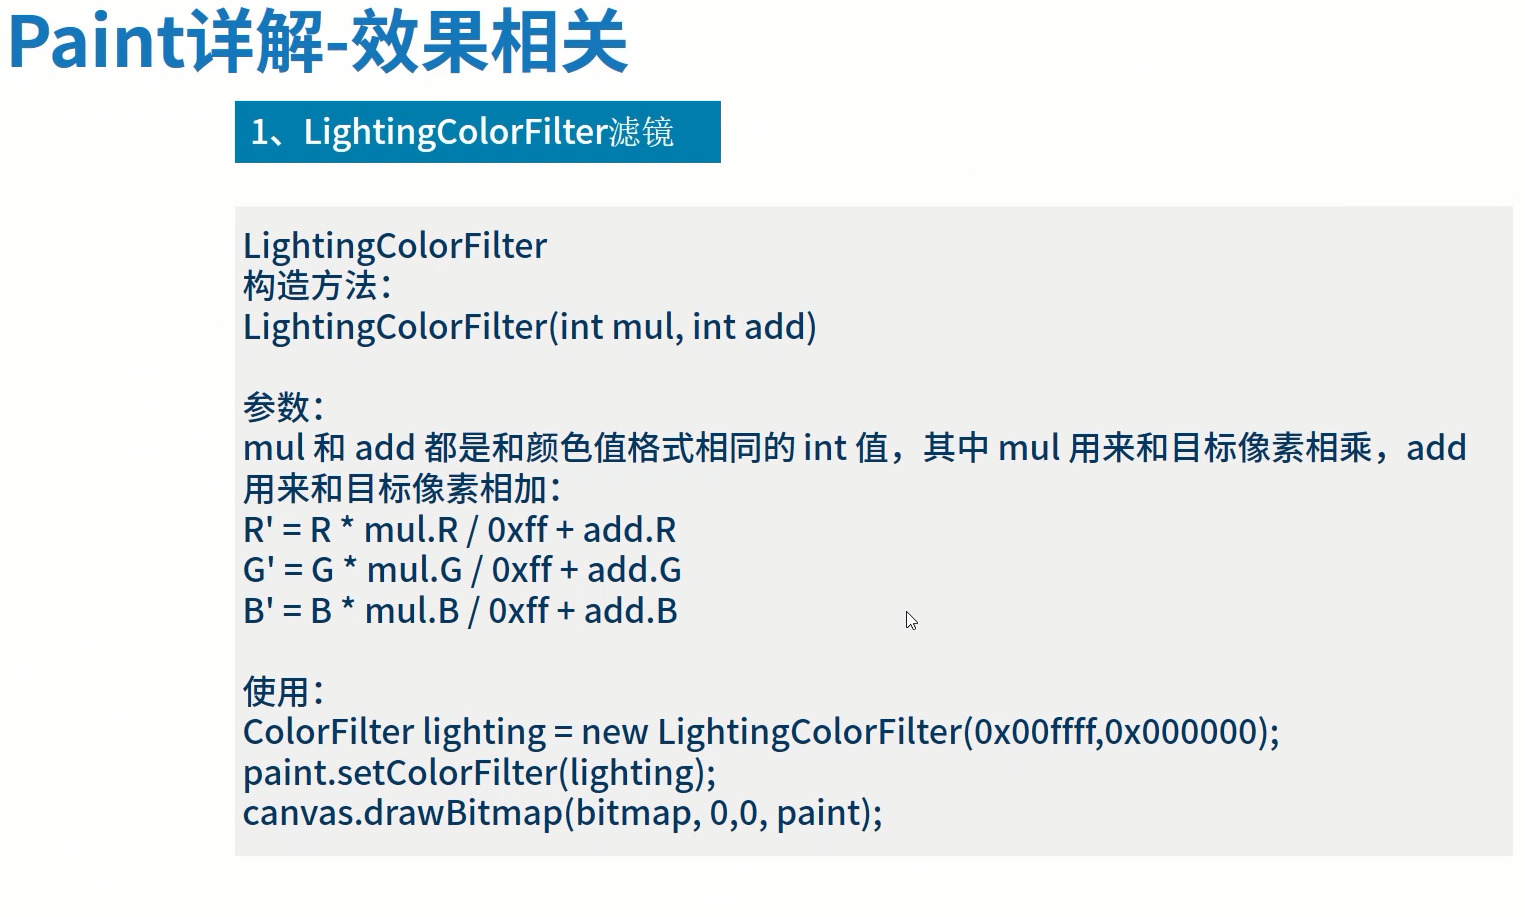 Paint详解-效果相关
1、LightingColorFilter滤镜
LightingColorFilter
构造方法：
LightingColorFilter(int mul, int add)
参数：
mul 和 add 都是和颜色值格式相同的 int 值，其中 mul 用来和目标像素相乘，add
用来和目标像素相加：
R' = R * mul.R / 0xff + add.R
G' = G * mul.G / 0xff + add.G
B' = B * mul.B / 0xff + add.B
使用：
ColorFilter lighting = new LightingColorFilter(0x00ffff,0x000000);
paint.setColorFilter(lighting);
canvas.drawBitmap(bitmap, 0,0, paint);